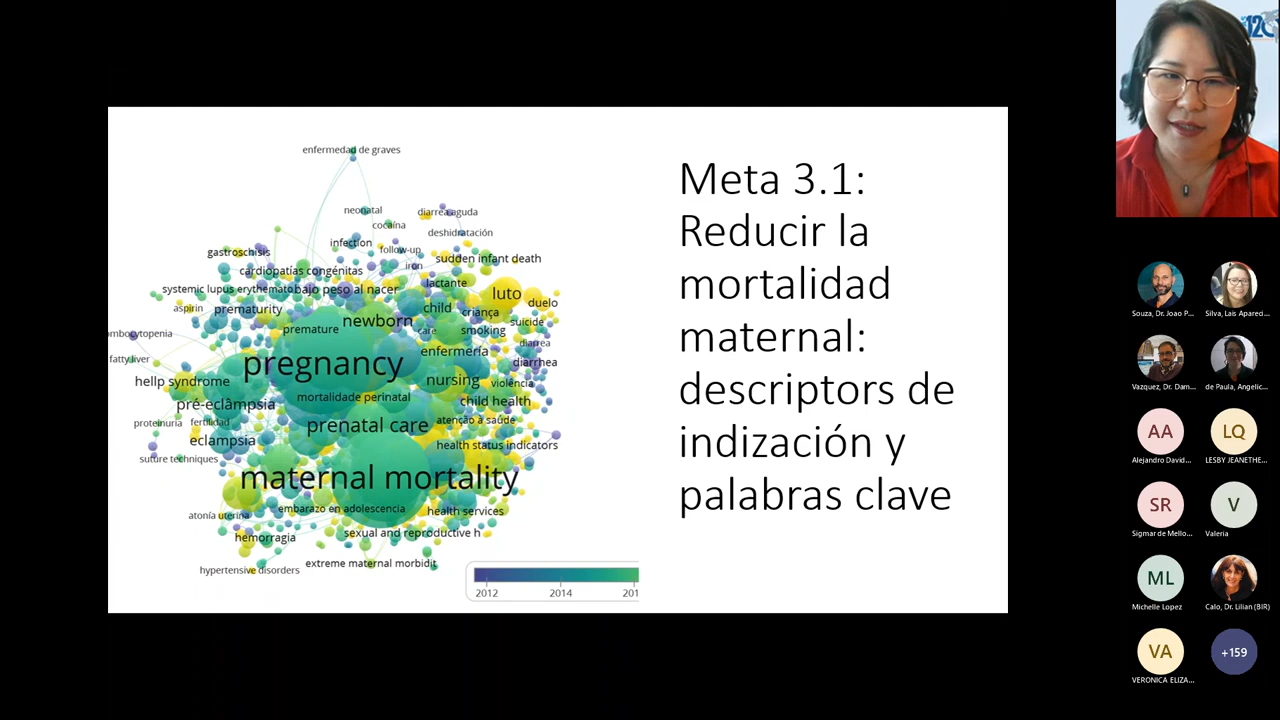 enfermedad de graves
neonatal
diarrea aguda
cocaína
deshidratación
infection
follow-up
gastroschisis
sudden infant death
iron
cardiopatías congénitas
lactante
systemic lupus erythemato
bajo peso al nacer
luto
duelo
aspirin
prematurity
child
criança
newborn
suicide
premature
care
smoking
ombocytopenia
diarrea
enfermería
fatty liver
pregnancy
diarrhea
hellp syndrome
nursing
violência
mortalidade perinatal
child health
pré-eclâmpsia
proteinuria
fertilidad
prenatal care
atenção à saúde
eclampsia
health status indicators
suture techniques
maternal mortality
embarazo en adolescencia
health services
atonía uterina
hemorragia
sexual and reproductive h
extreme maternal morbidit
hypertensive disorders
2012
2014
201
Meta 3.1:
Reducir la
mortalidad
maternal:
descriptors de
indización y
palabras clave
120
Souza, Dr. Joao P...
Silva, Lais Apareci...
Vazquez, Dr. Dam...
de Paula, Angelic...
AA
LQ
Alejandro David...
LESBY JEANETHE...
SR
V
Sigmar de Mello...
Valeria
ML
Michelle Lopez
Calo, Dr. Lilian (BIR)
VA
+159
VERONICA ELIZA...